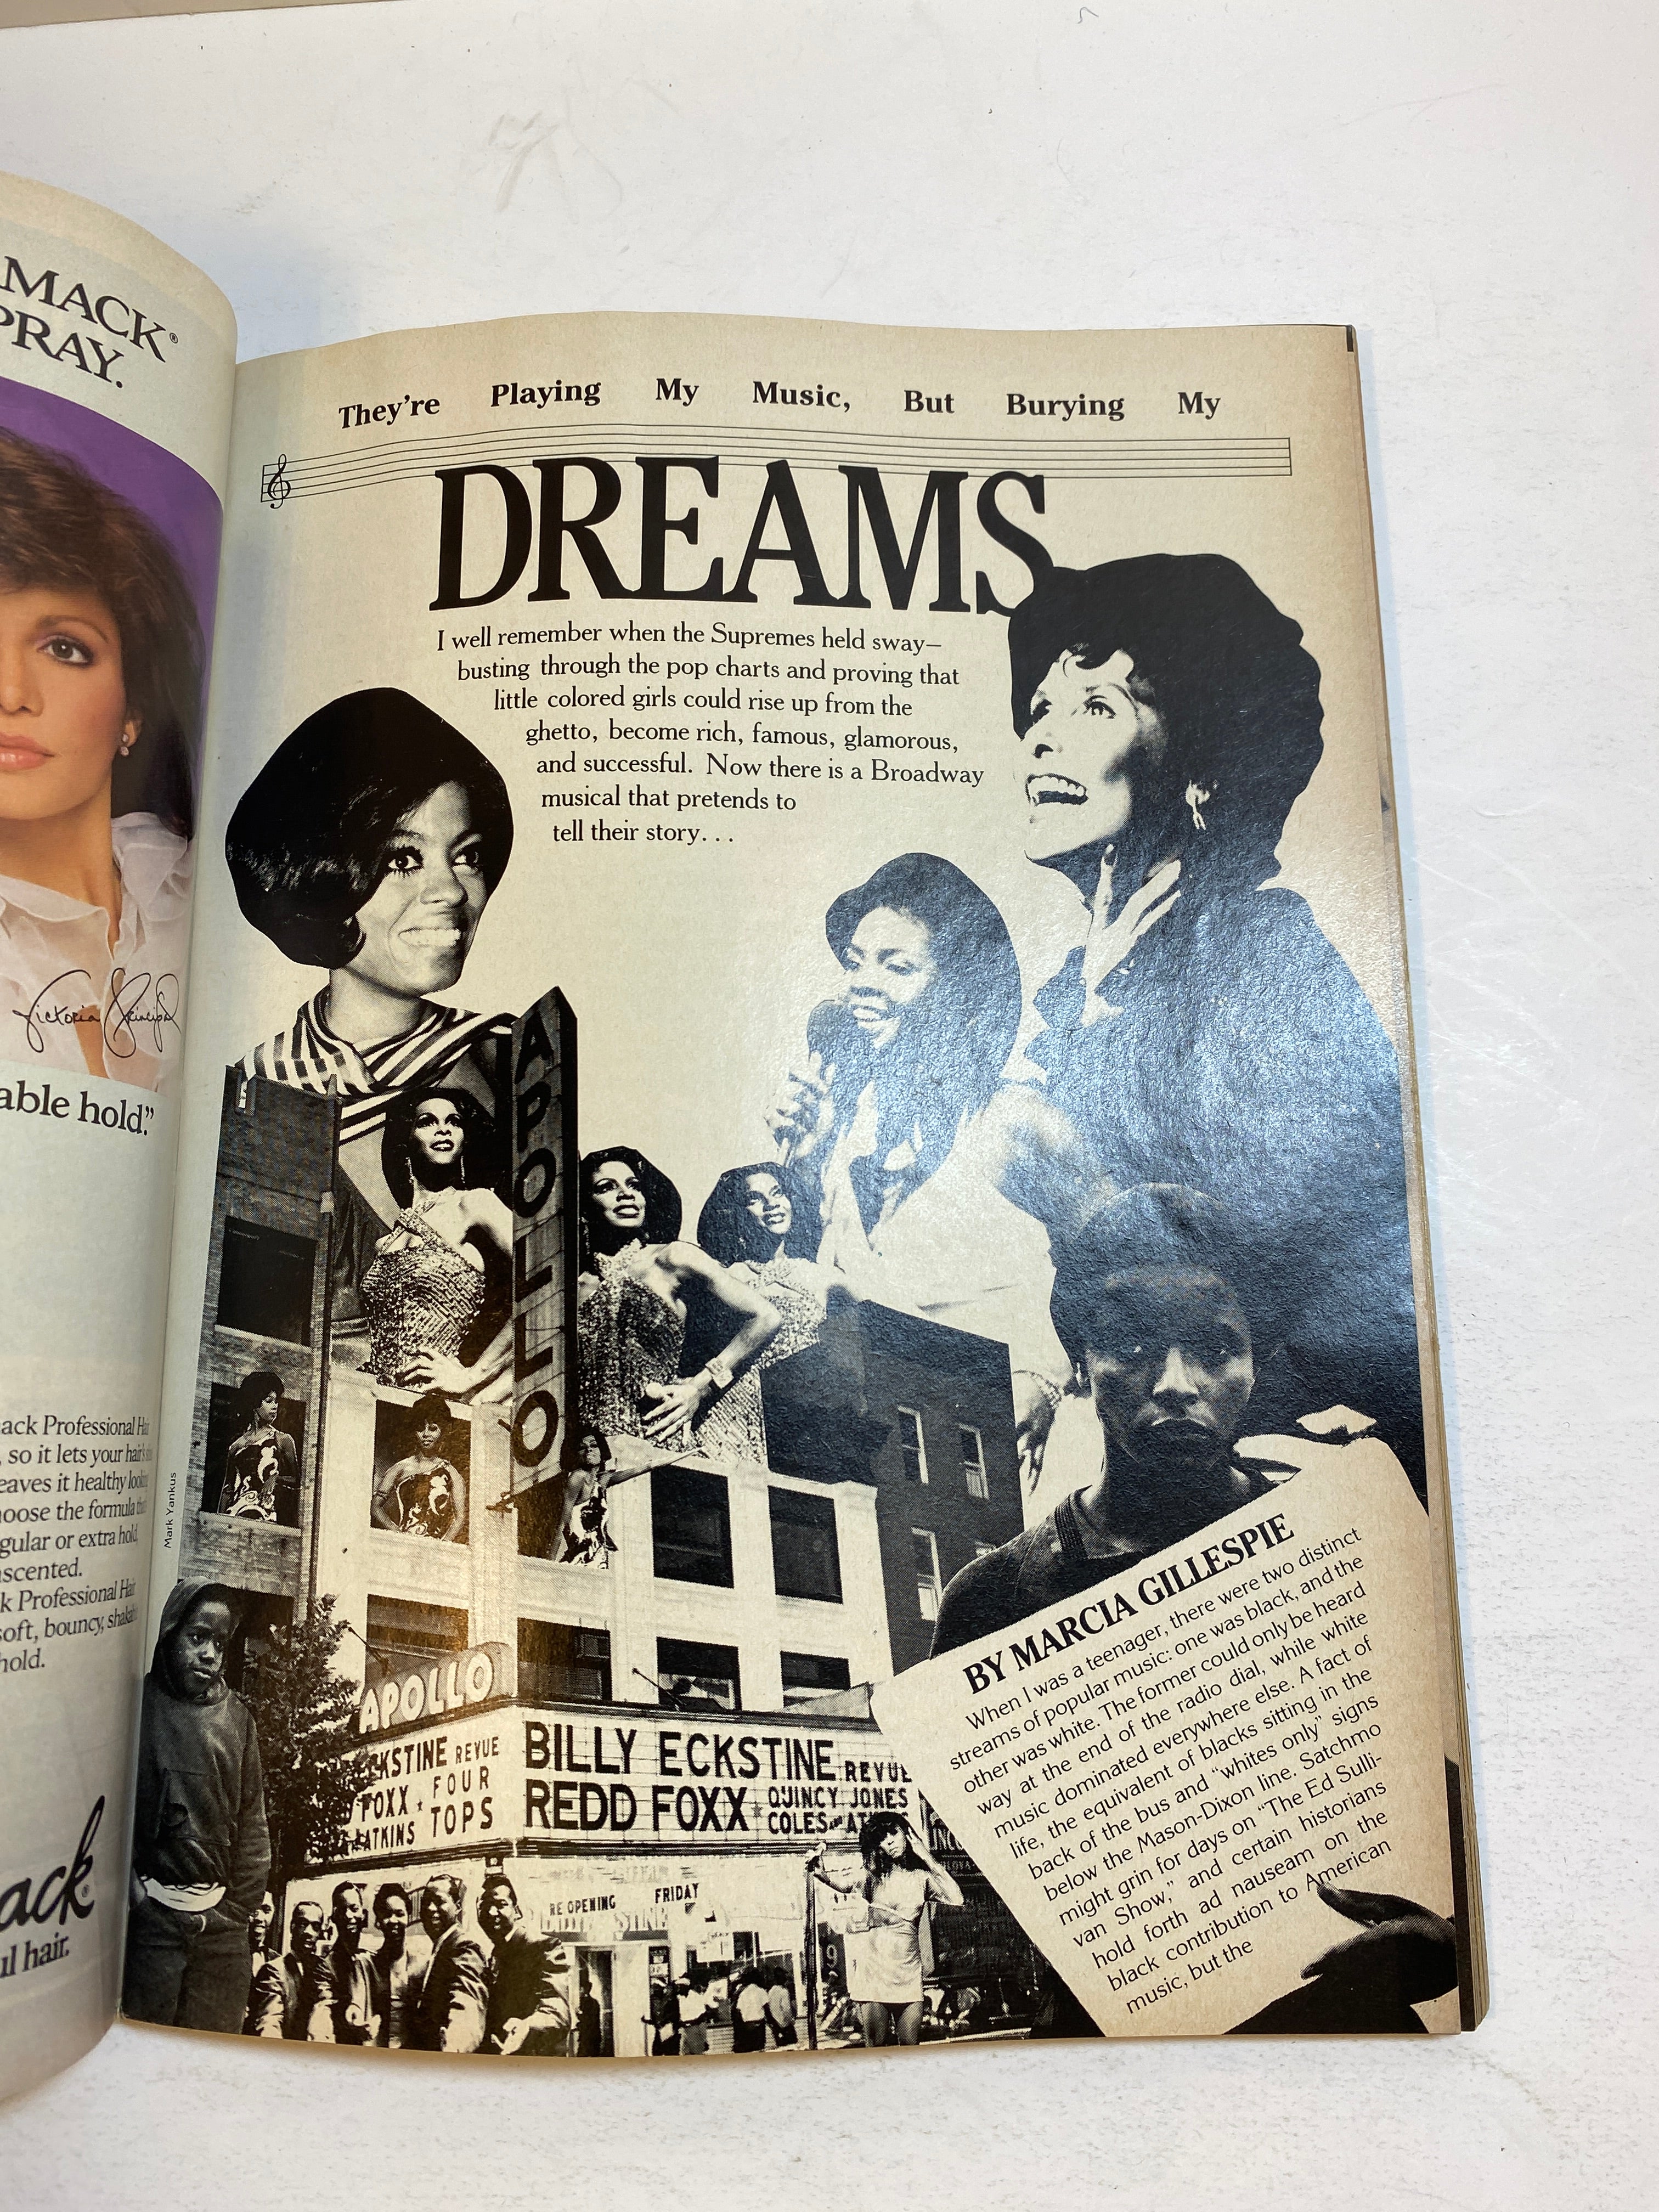 MACK®
PRAY.
Victoria Principal
able hold."
ack Professional Hair
, so it lets your hair's
eaves it healthy
oose the formula
gular or extra hold,
scented.
k Professional Hair
soft, bouncy,
hold.
ack®
ul hair.
They're Playing My Music, But Burying My
DREAMS
I well remember when the Supremes held sway—
busting through the pop charts and proving that
little colored girls could rise up from the
ghetto, become rich, famous, glamorous,
and successful. Now there is a Broadway
musical that pretends to
tell their story. . .
APOLLO
Mark Yankus
APOLLO
CKSTINE REVUE
FOXX ★ FOUR
ATKINS TOPS
BILLY ECKSTINE REVUE
REDD FOXX ★ QUINCY JONES
COLES AND AT
RE OPENING FRIDAY
BY MARCIA GILLESPIE
When I was a teenager, there were two distinct
streams of popular music: one was black, and the
other was white. The former could only be heard
way at the end of the radio dial, while white
music dominated everywhere else. A fact of
life, the equivalent of blacks sitting in the
back of the bus and "whites only" signs
below the Mason-Dixon line. Satchmo
might grin for days on "The Ed Sulli-
van Show," and certain historians
hold forth ad nauseam on the
black contribution to American
music, but the